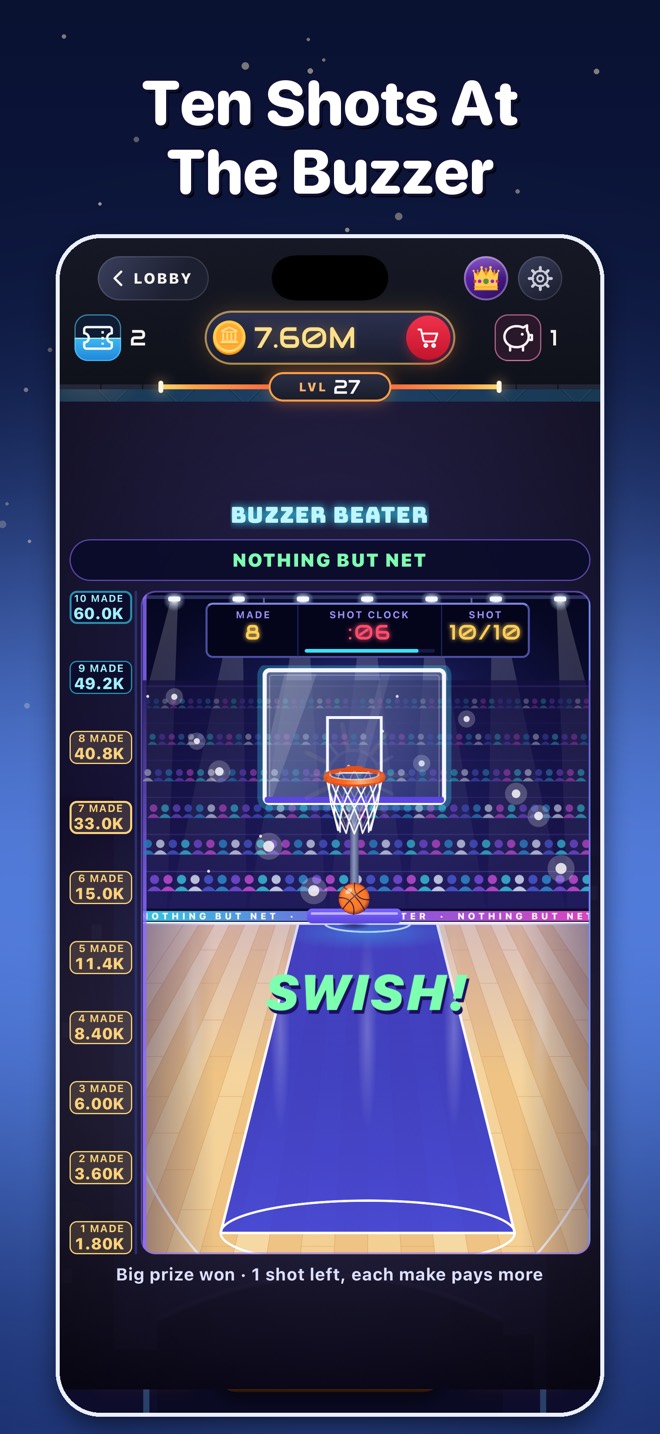 Ten Shots At
The Buzzer
LOBBY
2
7.60M
1
LVL 27
BUZZER BEATER
NOTHING BUT NET
10 MADE
60.0K
MADE
8
SHOT CLOCK
:06
SHOT
10/10
9 MADE
49.2K
8 MADE
40.8K
7 MADE
33.0K
6 MADE
15.0K
OTHING BUT NET · TER · NOTHING BUT NET
5 MADE
11.4K
SWISH!
4 MADE
8.40K
3 MADE
6.00K
2 MADE
3.60K
1 MADE
1.80K
Big prize won · 1 shot left, each make pays more